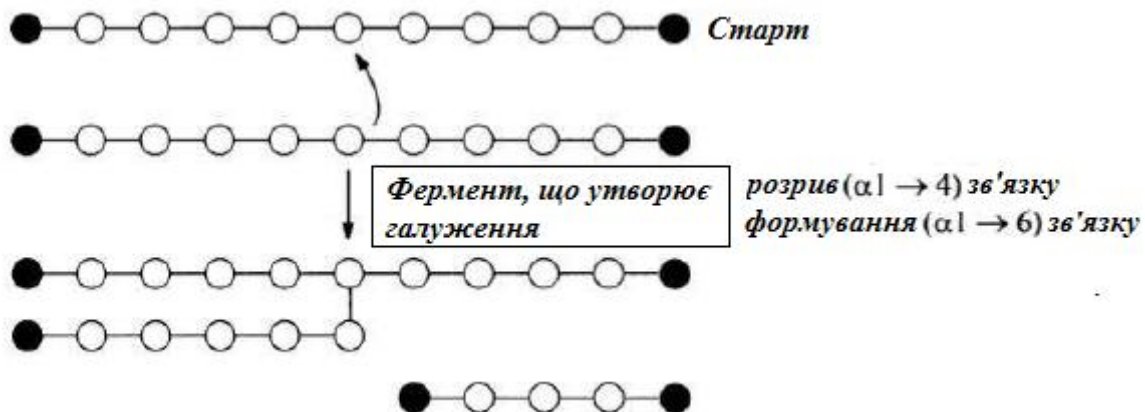 Старт
Фермент, що утворює
галуження
розрив (α1 → 4) зв'язку
формування (α1 → 6) зв'язку